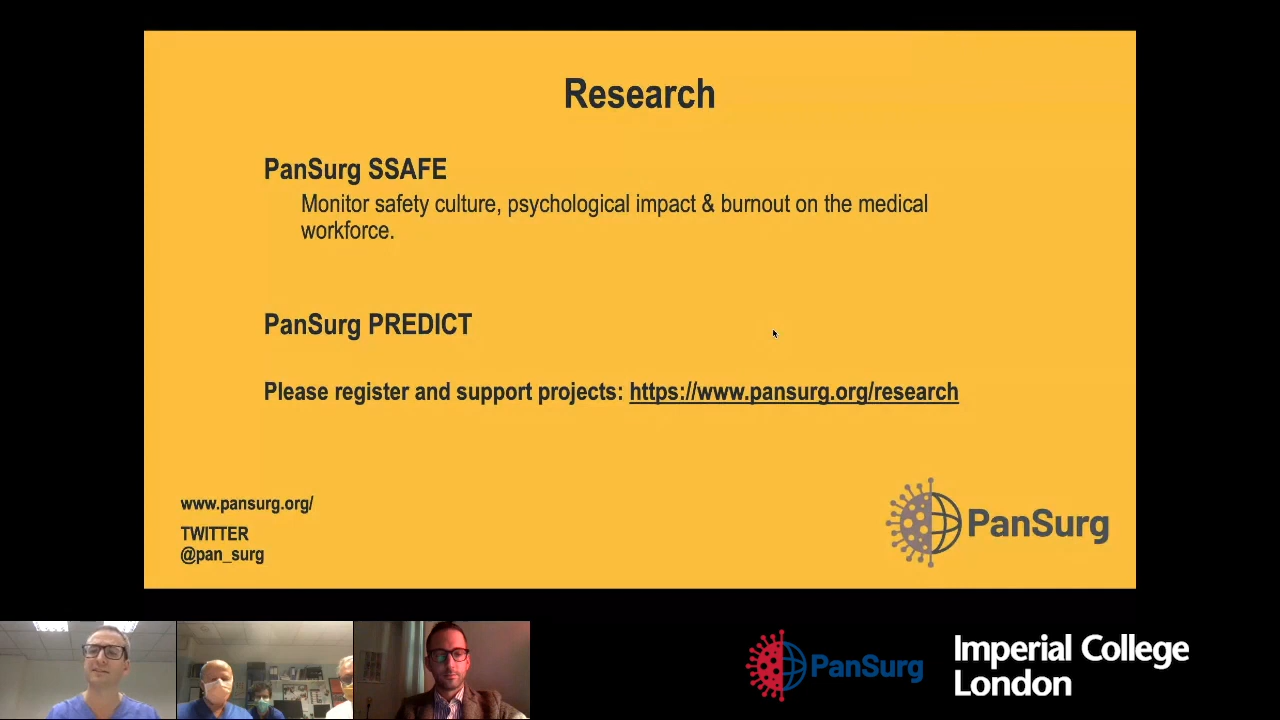 Research
PanSurg SSAFE
Monitor safety culture, psychological impact & burnout on the medical
workforce.
PanSurg PREDICT
Please register and support projects: https://www.pansurg.org/research
www.pansurg.org/
TWITTER
@pan_surg
PanSurg
PanSurg
Imperial College
London